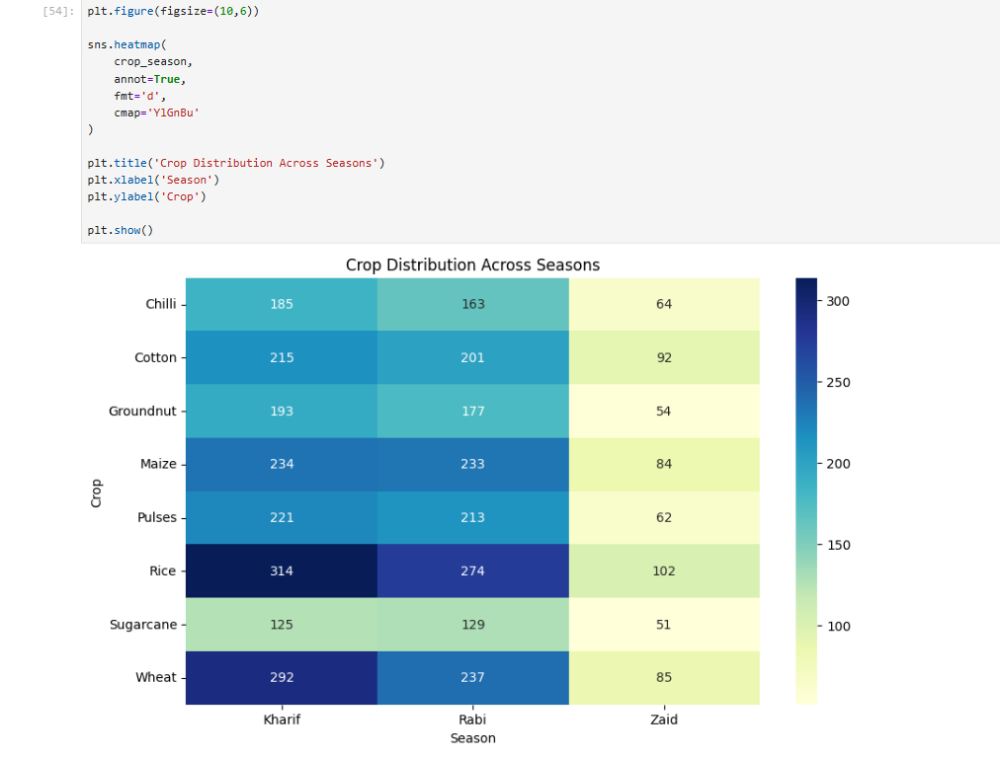 [54]: plt.figure(figsize=(10,6))
sns.heatmap(
crop_season,
annot=True,
fmt='d',
cmap='YlGnBu'
)
plt.title('Crop Distribution Across Seasons')
plt.xlabel('Season')
plt.ylabel('Crop')
plt.show()
Crop Distribution Across Seasons
Chilli 185 163 64
Cotton 215 201 92
Groundnut 193 177 54
Maize 234 233 84
Pulses 221 213 62
Rice 314 274 102
Sugarcane 125 129 51
Wheat 292 237 85
Crop
Kharif Rabi Zaid
Season
300
250
200
150
100